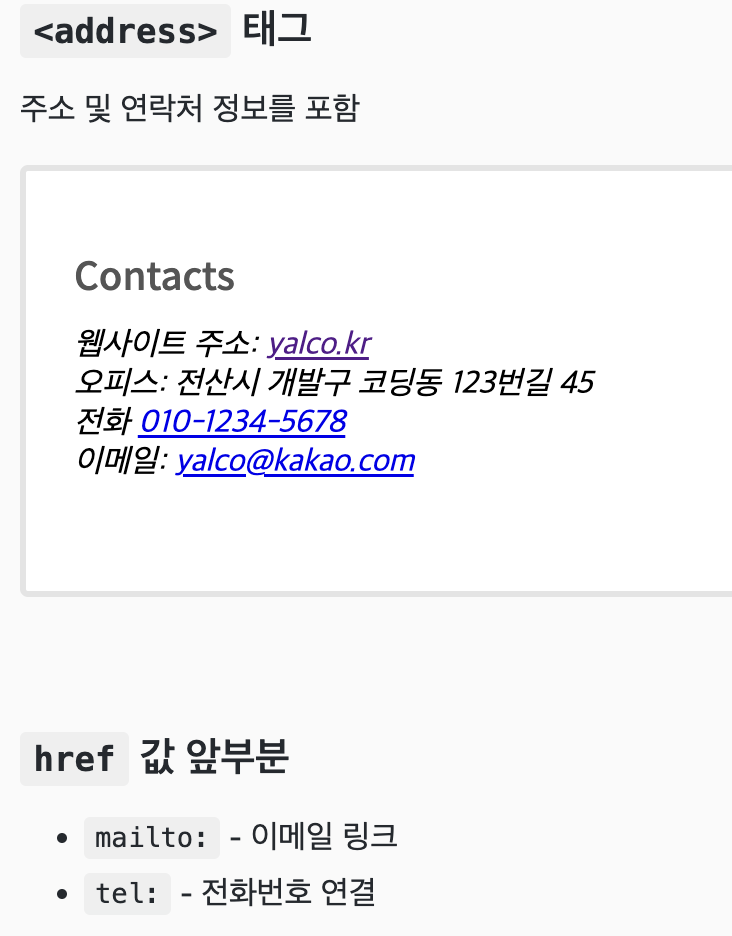 <address> 태그
주소 및 연락처 정보를 포함
Contacts
웹사이트 주소: yalco.kr
오피스: 전산시 개발구 코딩동 123번길 45
전화 010-1234-5678
이메일: yalco@kakao.com
href 값 앞부분
• mailto: - 이메일 링크
• tel: - 전화번호 연결